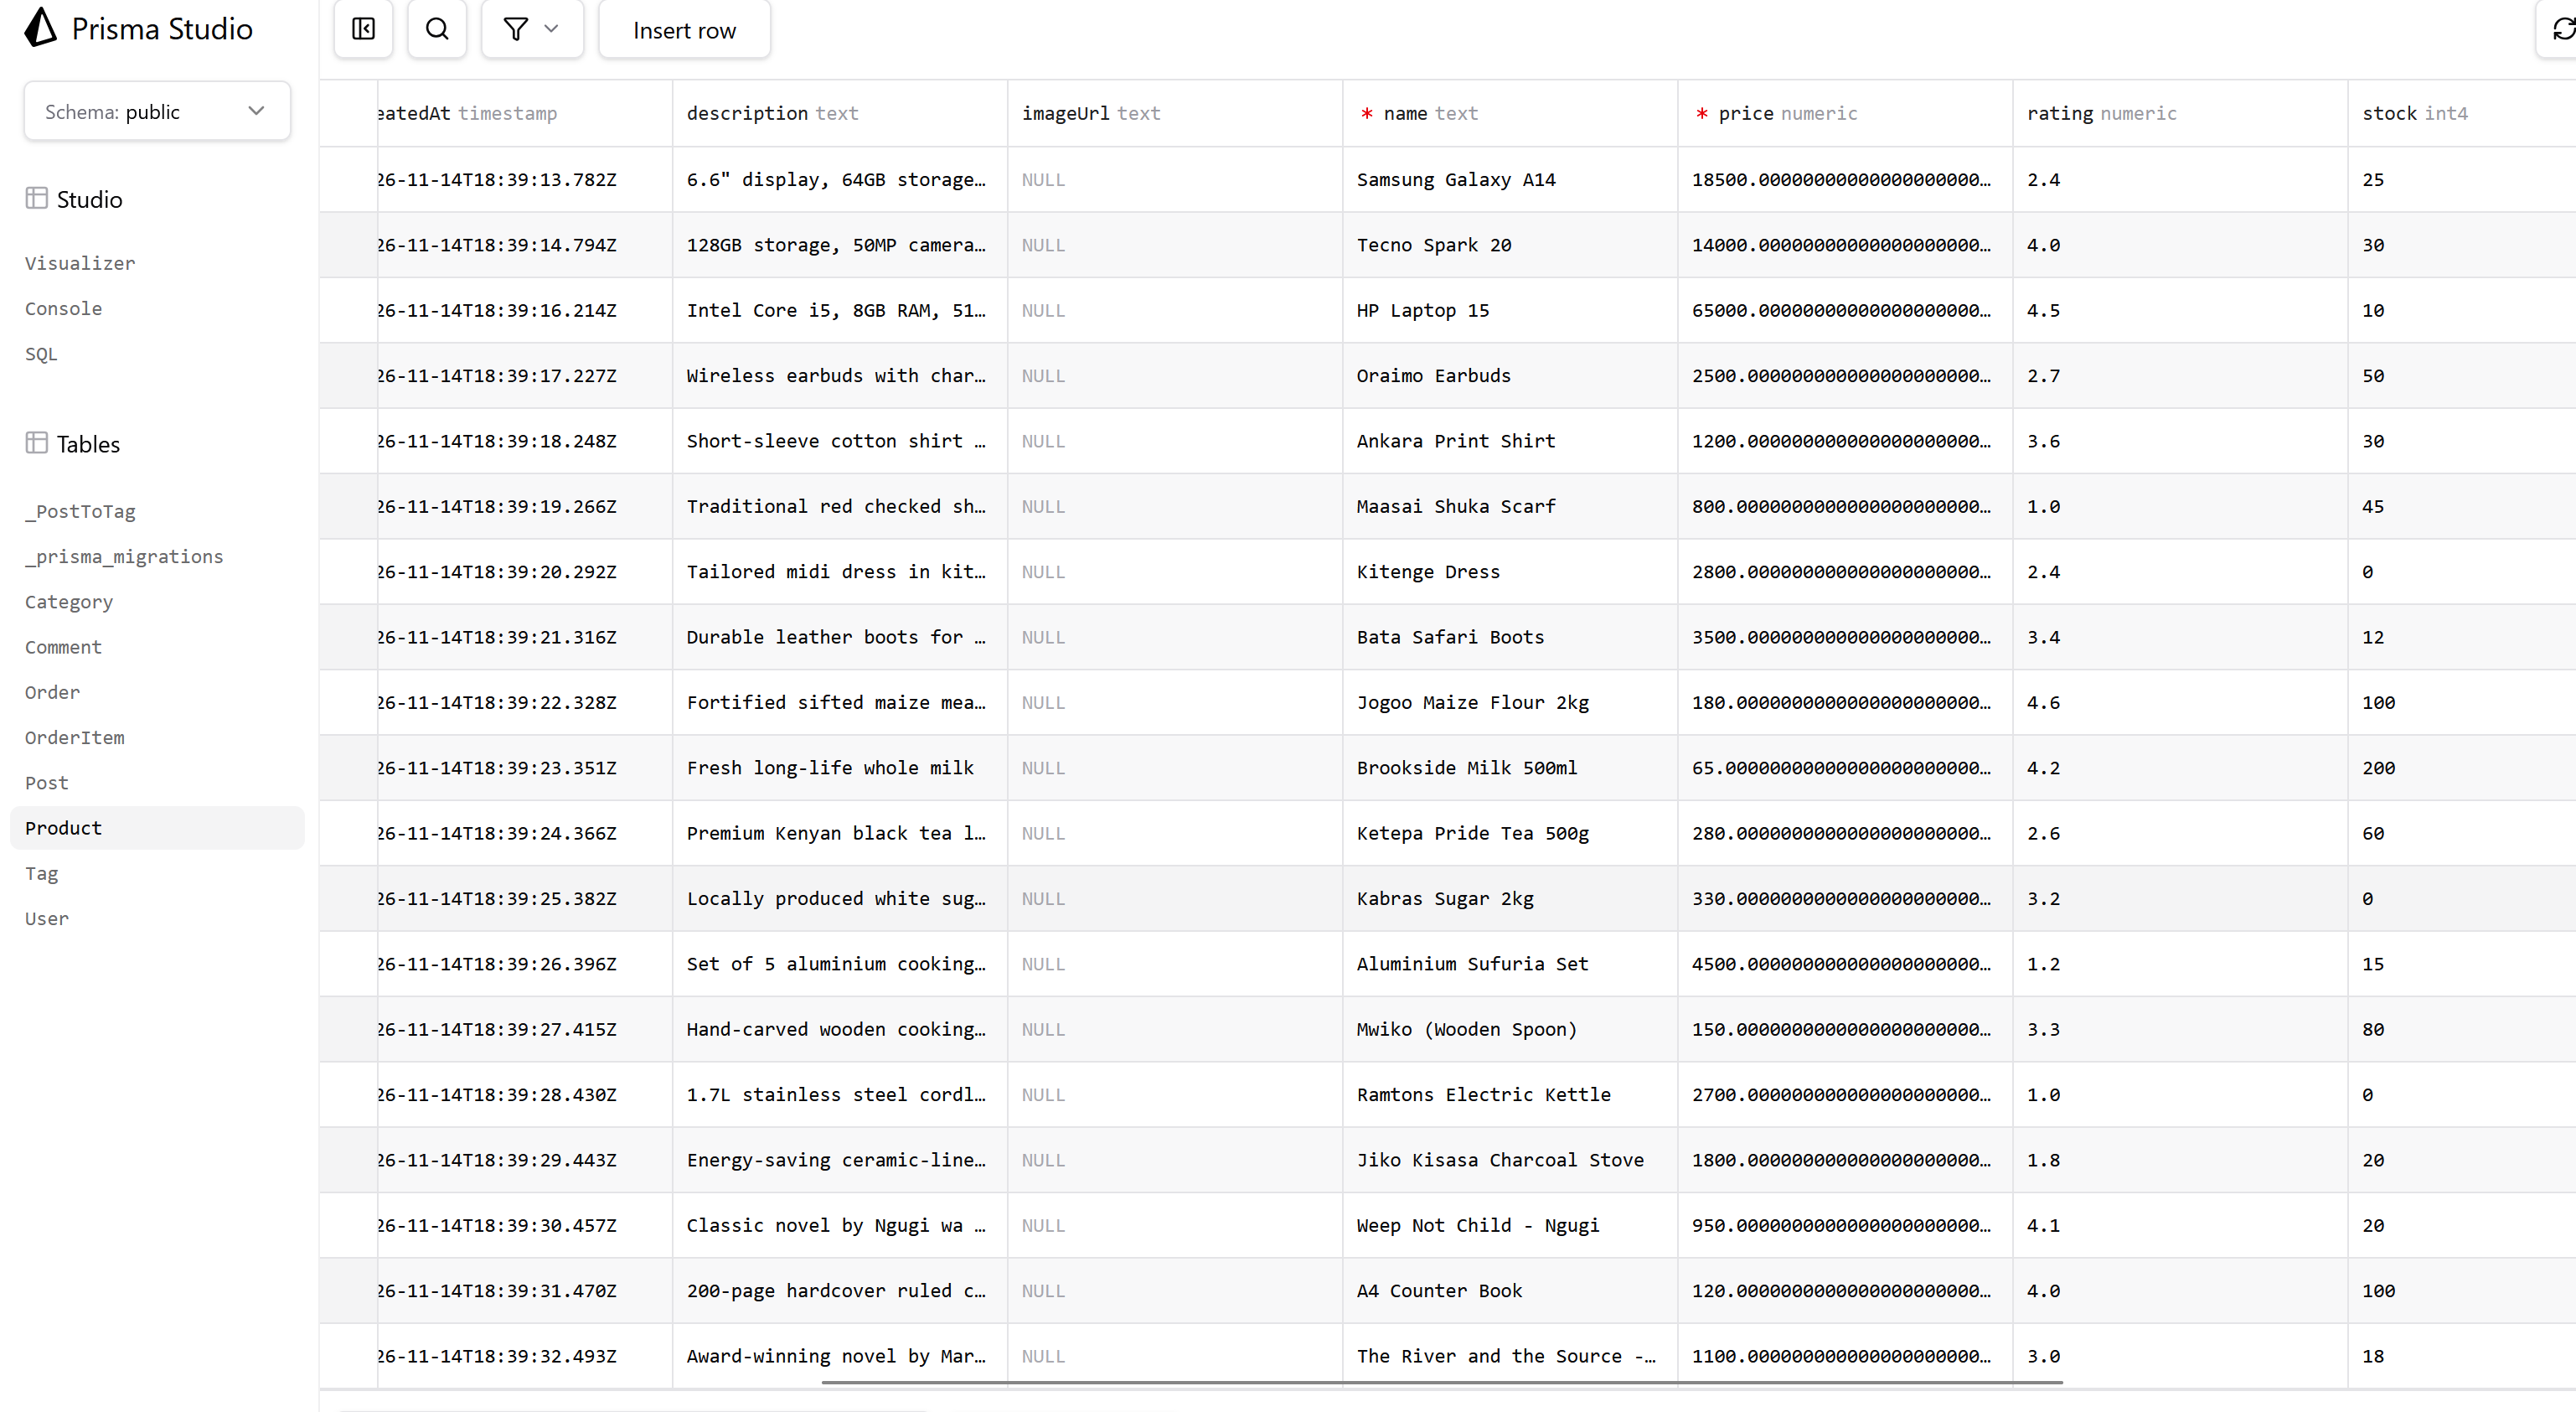 Prisma Studio
Insert row
Schema: public
Studio
Visualizer
Console
SQL
Tables
_PostToTag
_prisma_migrations
Category
Comment
Order
OrderItem
Post
Product
Tag
User
eatedAt timestamp description text imageUrl text * name text * price numeric rating numeric stock int4
26-11-14T18:39:13.782Z 6.6" display, 64GB storage… NULL Samsung Galaxy A14 18500.000000000000000000000… 2.4 25
26-11-14T18:39:14.794Z 128GB storage, 50MP camera… NULL Tecno Spark 20 14000.000000000000000000000… 4.0 30
26-11-14T18:39:16.214Z Intel Core i5, 8GB RAM, 51… NULL HP Laptop 15 65000.000000000000000000000… 4.5 10
26-11-14T18:39:17.227Z Wireless earbuds with char… NULL Oraimo Earbuds 2500.0000000000000000000000… 2.7 50
26-11-14T18:39:18.248Z Short-sleeve cotton shirt … NULL Ankara Print Shirt 1200.0000000000000000000000… 3.6 30
26-11-14T18:39:19.266Z Traditional red checked sh… NULL Maasai Shuka Scarf 800.00000000000000000000000… 1.0 45
26-11-14T18:39:20.292Z Tailored midi dress in kit… NULL Kitenge Dress 2800.0000000000000000000000… 2.4 0
26-11-14T18:39:21.316Z Durable leather boots for … NULL Bata Safari Boots 3500.0000000000000000000000… 3.4 12
26-11-14T18:39:22.328Z Fortified sifted maize mea… NULL Jogoo Maize Flour 2kg 180.00000000000000000000000… 4.6 100
26-11-14T18:39:23.351Z Fresh long-life whole milk NULL Brookside Milk 500ml 65.000000000000000000000000… 4.2 200
26-11-14T18:39:24.366Z Premium Kenyan black tea l… NULL Ketepa Pride Tea 500g 280.00000000000000000000000… 2.6 60
26-11-14T18:39:25.382Z Locally produced white sug… NULL Kabras Sugar 2kg 330.00000000000000000000000… 3.2 0
26-11-14T18:39:26.396Z Set of 5 aluminium cooking… NULL Aluminium Sufuria Set 4500.0000000000000000000000… 1.2 15
26-11-14T18:39:27.415Z Hand-carved wooden cooking… NULL Mwiko (Wooden Spoon) 150.00000000000000000000000… 3.3 80
26-11-14T18:39:28.430Z 1.7L stainless steel cordl… NULL Ramtons Electric Kettle 2700.0000000000000000000000… 1.0 0
26-11-14T18:39:29.443Z Energy-saving ceramic-line… NULL Jiko Kisasa Charcoal Stove 1800.0000000000000000000000… 1.8 20
26-11-14T18:39:30.457Z Classic novel by Ngugi wa … NULL Weep Not Child - Ngugi 950.00000000000000000000000… 4.1 20
26-11-14T18:39:31.470Z 200-page hardcover ruled c… NULL A4 Counter Book 120.00000000000000000000000… 4.0 100
26-11-14T18:39:32.493Z Award-winning novel by Mar… NULL The River and the Source -… 1100.0000000000000000000000… 3.0 18